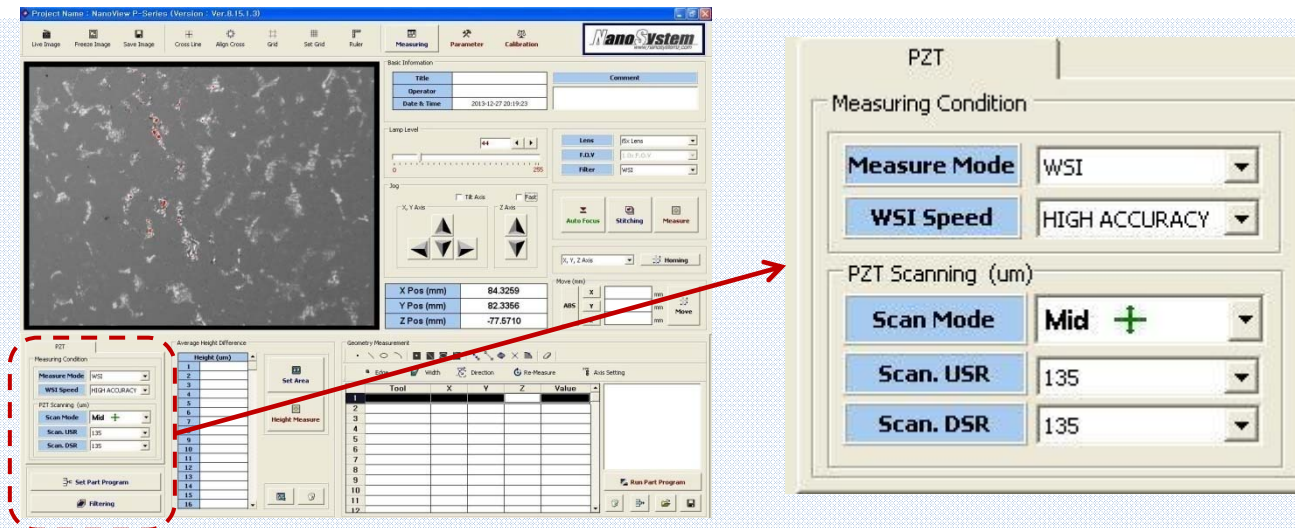 Project Name : NanoView P-Series (Version : Ver.8.15.1.3)
Live Image Freeze Image Save Image Cross Line Align Cross Grid Set Grid Ruler Measuring Parameter Calibration
NanoSystem
Basic Information
Title
Operator
Date & Time 2013-12-27 20:19:23
Comment
Lamp Level
44
0 255
Lens
F.O.V
Filter WSI
Jog
Tilt Axis Fast
X, Y Axis Z Axis
Auto Focus Stitching Measure
X, Y, Z Axis Homing
X Pos (mm) 84.3259
Y Pos (mm) 82.3356
Z Pos (mm) -77.5710
Move (mm)
ABS X mm
Y mm
mm
Move
PZT
Measuring Condition
Measure Mode WSI
WSI Speed HIGH ACCURACY
PZT Scanning (um)
Scan Mode Mid
Scan. USR 135
Scan. DSR 135
Set Part Program
Filtering
Average Height Difference
Height (um)
1
2
3
4
5
6
7
9
10
11
12
13
14
15
16
Set Area
Height Measure
Geometry Measurement
Edge Width Direction Re-Measure Axis Setting
Tool X Y Z Value
1
2
3
4
5
6
7
8
9
10
11
12
Run Part Program
PZT
Measuring Condition
Measure Mode WSI
WSI Speed HIGH ACCURACY
PZT Scanning (um)
Scan Mode Mid
Scan. USR 135
Scan. DSR 135